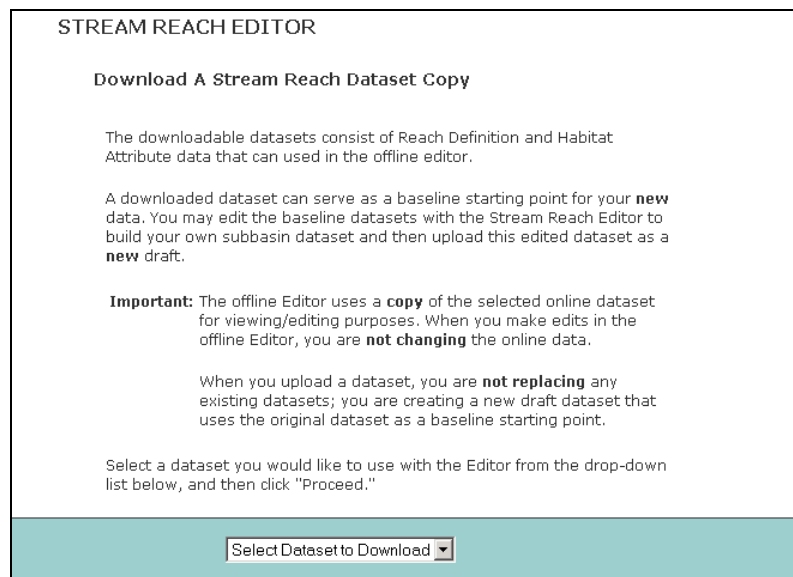 STREAM REACH EDITOR
Download A Stream Reach Dataset Copy
The downloadable datasets consist of Reach Definition and Habitat
Attribute data that can used in the offline editor.
A downloaded dataset can serve as a baseline starting point for your new
data. You may edit the baseline datasets with the Stream Reach Editor to
build your own subbasin dataset and then upload this edited dataset as a
new draft.
Important: The offline Editor uses a copy of the selected online dataset
for viewing/editing purposes. When you make edits in the
offline Editor, you are not changing the online data.
When you upload a dataset, you are not replacing any
existing datasets; you are creating a new draft dataset that
uses the original dataset as a baseline starting point.
Select a dataset you would like to use with the Editor from the drop-down
list below, and then click "Proceed."
Select Dataset to Download